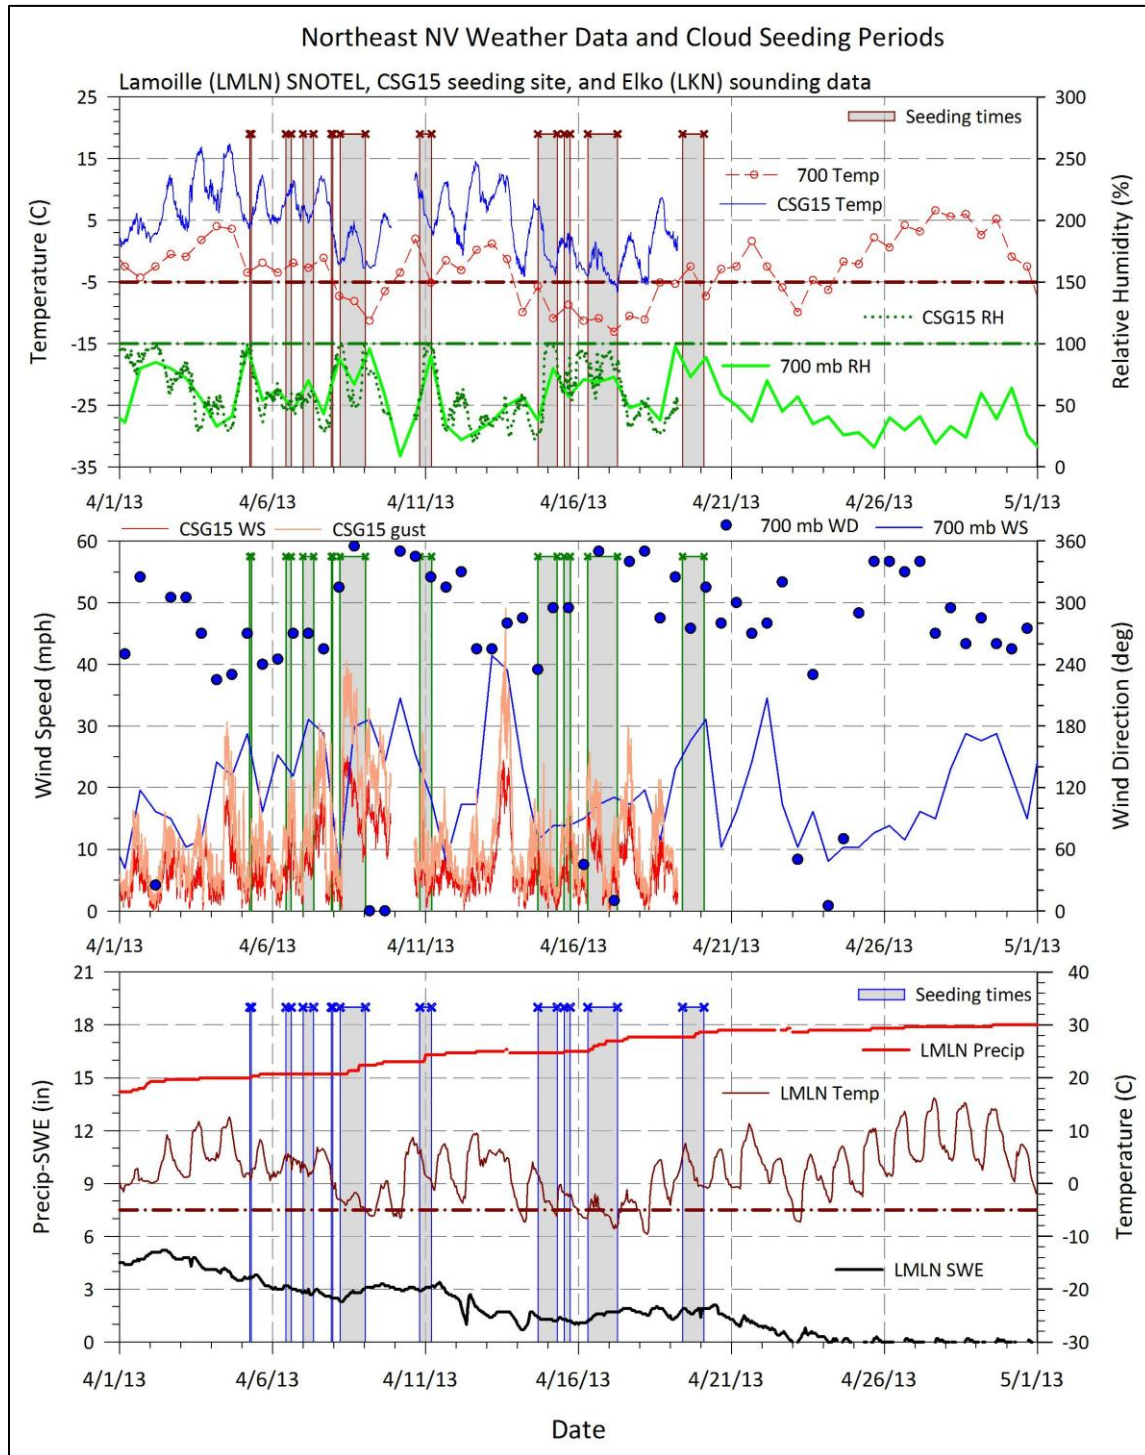 Northeast NV Weather Data and Cloud Seeding Periods
Lamoille (LMLN) SNOTEL, CSG15 seeding site, and Elko (LKN) sounding data
25
15
5
-5
-15
-25
-35
Temperature (C)
300
250
200
150
100
50
0
Relative Humidity (%)
Seeding times
700 Temp
CSG15 Temp
CSG15 RH
700 mb RH
4/1/13 4/6/13 4/11/13 4/16/13 4/21/13 4/26/13 5/1/13
CSG15 WS CSG15 gust 700 mb WD 700 mb WS
60
50
40
30
20
10
0
Wind Speed (mph)
360
300
240
180
120
60
0
Wind Direction (deg)
4/1/13 4/6/13 4/11/13 4/16/13 4/21/13 4/26/13 5/1/13
21
18
15
12
9
6
3
0
Precip-SWE (in)
40
30
20
10
0
-10
-20
-30
Temperature (C)
Seeding times
LMLN Precip
LMLN Temp
LMLN SWE
4/1/13 4/6/13 4/11/13 4/16/13 4/21/13 4/26/13 5/1/13
Date